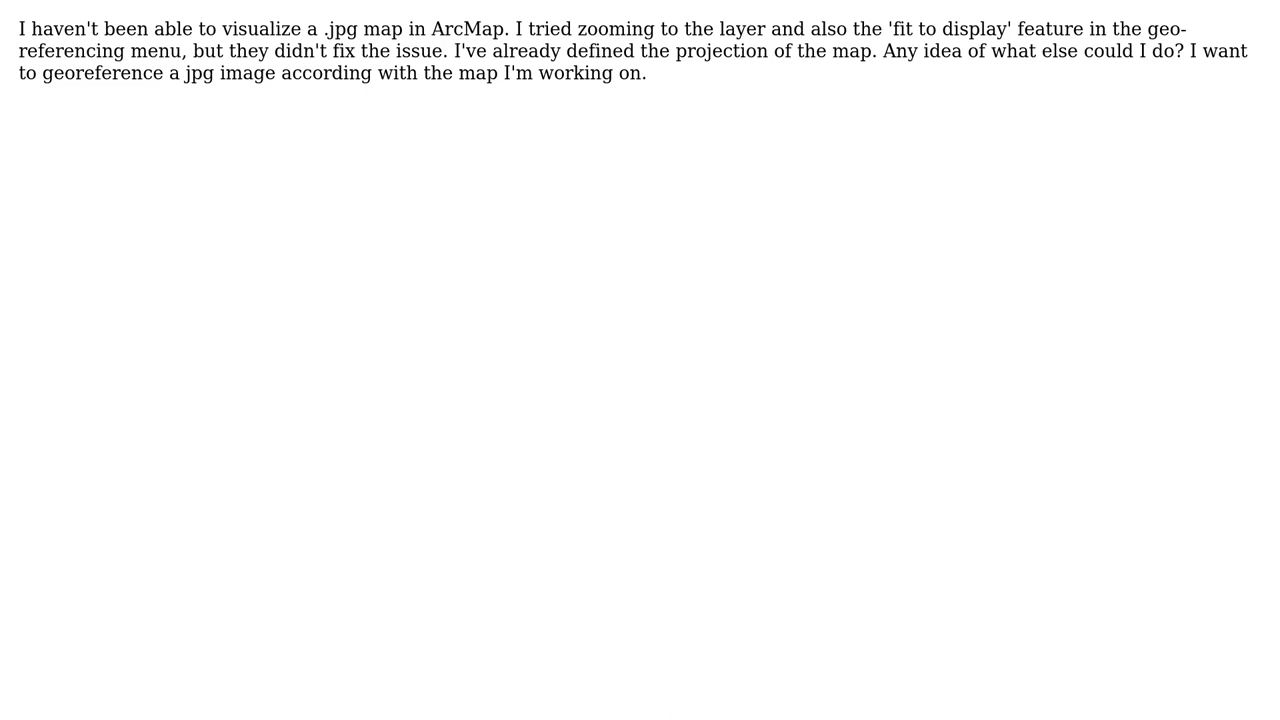 I haven't been able to visualize a .jpg map in ArcMap. I tried zooming to the layer and also the 'fit to display' feature in the geo-
referencing menu, but they didn't fix the issue. I've already defined the projection of the map. Any idea of what else could I do? I want
to georeference a jpg image according with the map I'm working on.